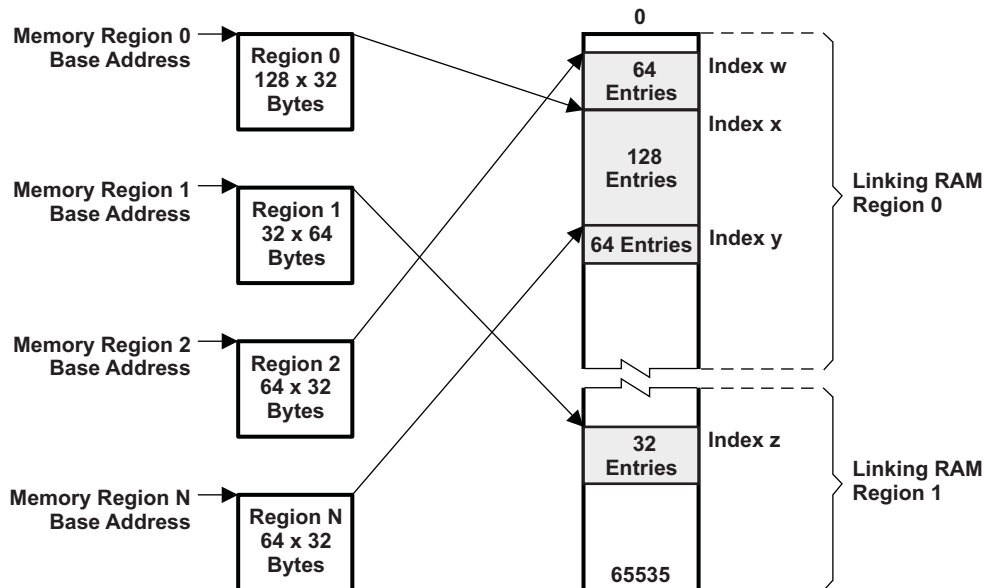 Memory Region 0
Base Address
Region 0
128 x 32
Bytes
Memory Region 1
Base Address
Region 1
32 x 64
Bytes
Memory Region 2
Base Address
Region 2
64 x 32
Bytes
Memory Region N
Base Address
Region N
64 x 32
Bytes
0
64
Entries
128
Entries
64 Entries
32
Entries
65535
Index w
Index x
Index y
Index z
Linking RAM
Region 0
Linking RAM
Region 1